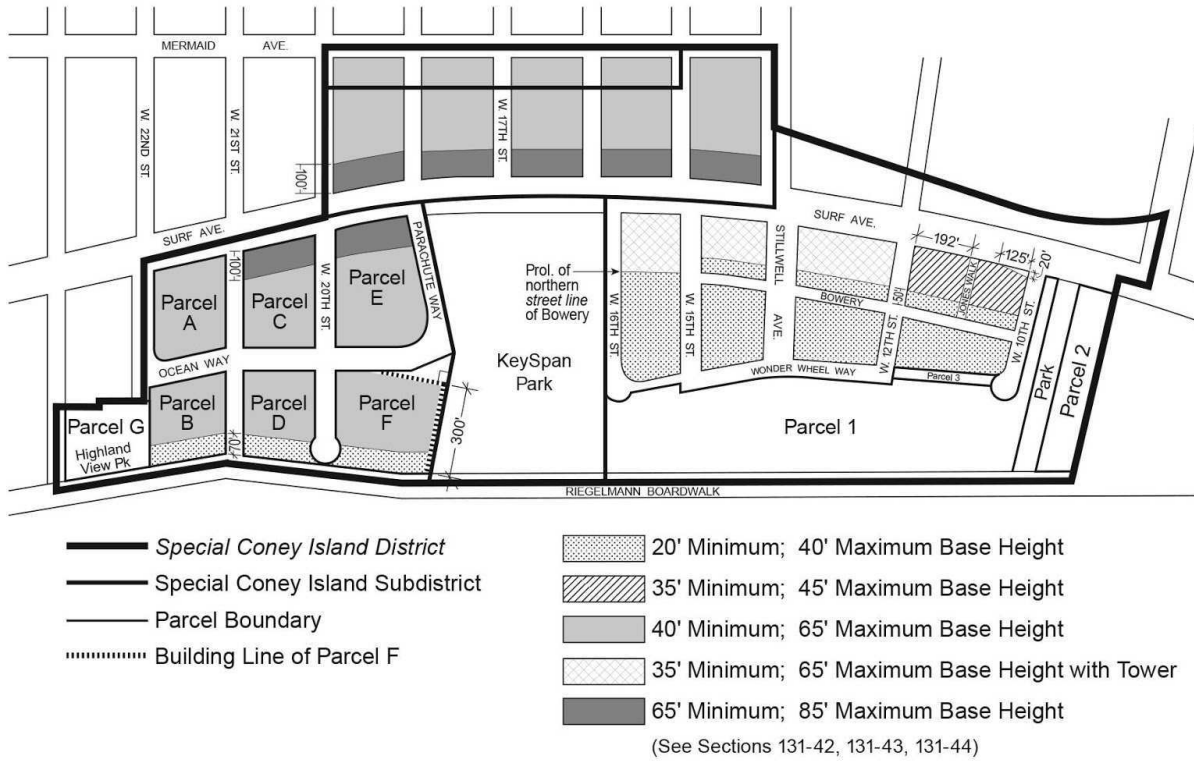 MERMAID AVE.
W. 22ND ST.
W. 21ST ST.
W. 17TH ST.
100'
SURF AVE.
SURF AVE.
PARACHUTE WAY
STILLWELL AVE.
192'
125'
20'
JONES WALK
100'
W. 20TH ST.
Parcel A
Parcel C
Parcel E
Prol. of
northern
street line
of Bowery
W. 16TH ST.
W. 15TH ST.
BOWERY
50'
W. 12TH ST.
W. 10TH ST.
OCEAN WAY
KeySpan
Park
WONDER WHEEL WAY
Parcel 3
Park
Parcel 2
Parcel G
Highland
View Pk
Parcel B
70'
Parcel D
Parcel F
300'
Parcel 1
RIEGELMANN BOARDWALK
Special Coney Island District
Special Coney Island Subdistrict
Parcel Boundary
Building Line of Parcel F
20' Minimum; 40' Maximum Base Height
35' Minimum; 45' Maximum Base Height
40' Minimum; 65' Maximum Base Height
35' Minimum; 65' Maximum Base Height with Tower
65' Minimum; 85' Maximum Base Height
(See Sections 131-42, 131-43, 131-44)